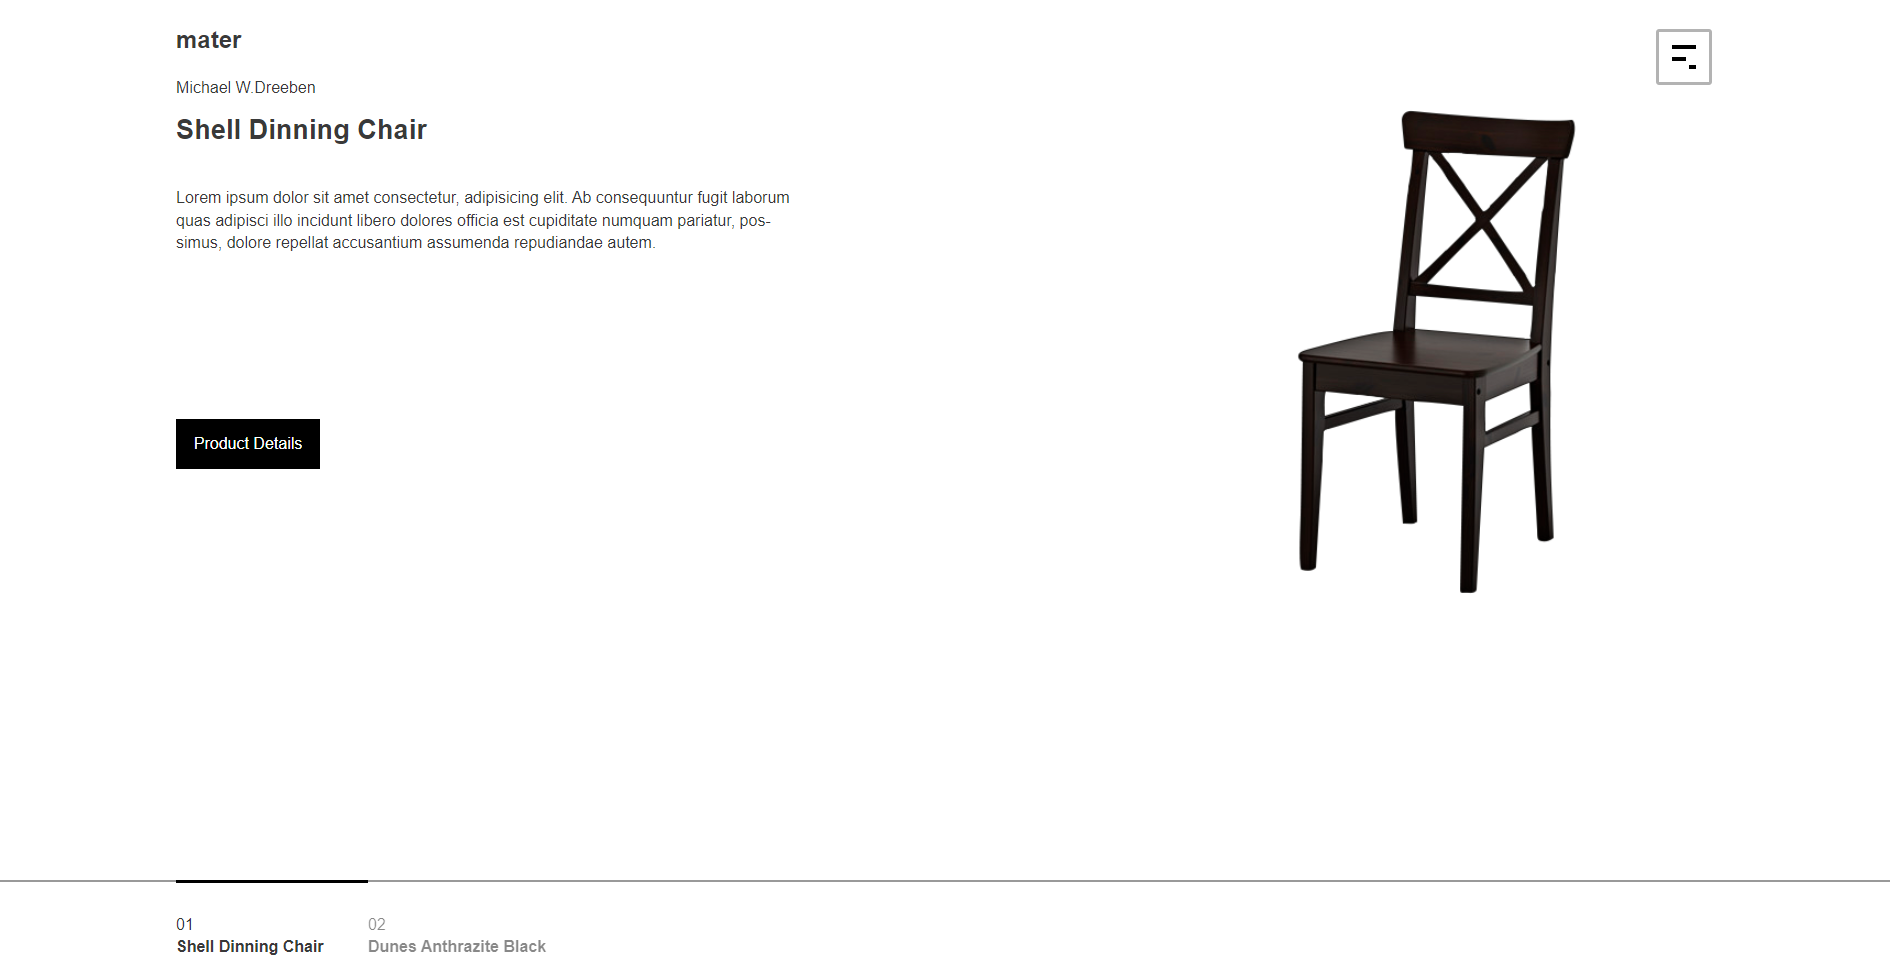 mater
Michael W.Dreeben
Shell Dinning Chair
Lorem ipsum dolor sit amet consectetur, adipisicing elit. Ab consequuntur fugit laborum
quas adipisci illo incidunt libero dolores officia est cupiditate numquam pariatur, pos-
simus, dolore repellat accusantium assumenda repudiandae autem.
Product Details
01
Shell Dinning Chair
02
Dunes Anthrazite Black